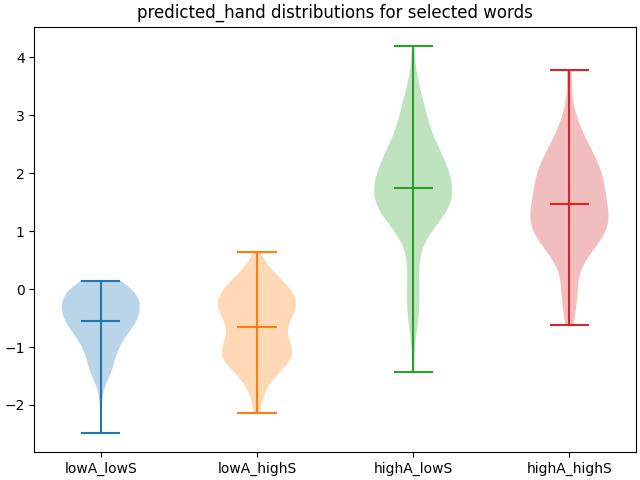 predicted_hand distributions for selected words
4
3
2
1
0
−1
−2
lowA_lowS
lowA_highS
highA_lowS
highA_highS